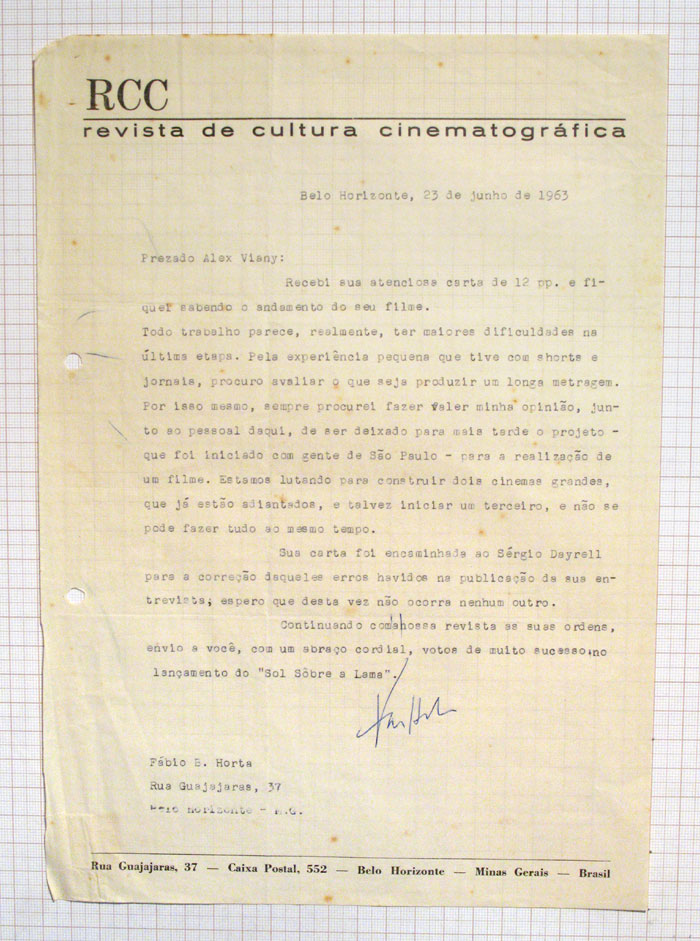 RCC
revista de cultura cinematográfica
Belo Horizonte, 23 de junho de 1963
Prezado Alex Viany:
Recebi sua atenciosa carta de 12 pp. e fi-
quei sabendo o andamento do seu filme.
Todo trabalho parece, realmente, ter maiores dificuldades na
última etapa. Pela experiência pequena que tive com shorts e
jornais, procuro avaliar o que seja produzir um longa metragem.
Por isso mesmo, sempre procurei fazer valer minha opinião, jun-
to ao pessoal daqui, de ser deixado para mais tarde o projeto -
que foi iniciado com gente de São Paulo - para a realização de
um filme. Estamos lutando para construir dois cinemas grandes,
que já estão adiantados, e talvez iniciar um terceiro, e não se
pode fazer tudo ao mesmo tempo.
Sua carta foi encaminhada ao Sérgio Dayrell
para a correção daqueles erros havidos na publicação da sua en-
trevista; espero que desta vez não ocorra nenhum outro.
Continuando com nossa revista as suas ordens,
envio a você, com um abraço cordial, votos de muito sucesso no
lançamento do "Sol Sôbre a Lama".
Fábio B. Horta
Rua Guajajaras, 37
Belo Horizonte - M.G.
Rua Guajajaras, 37 — Caixa Postal, 552 — Belo Horizonte — Minas Gerais — Brasil